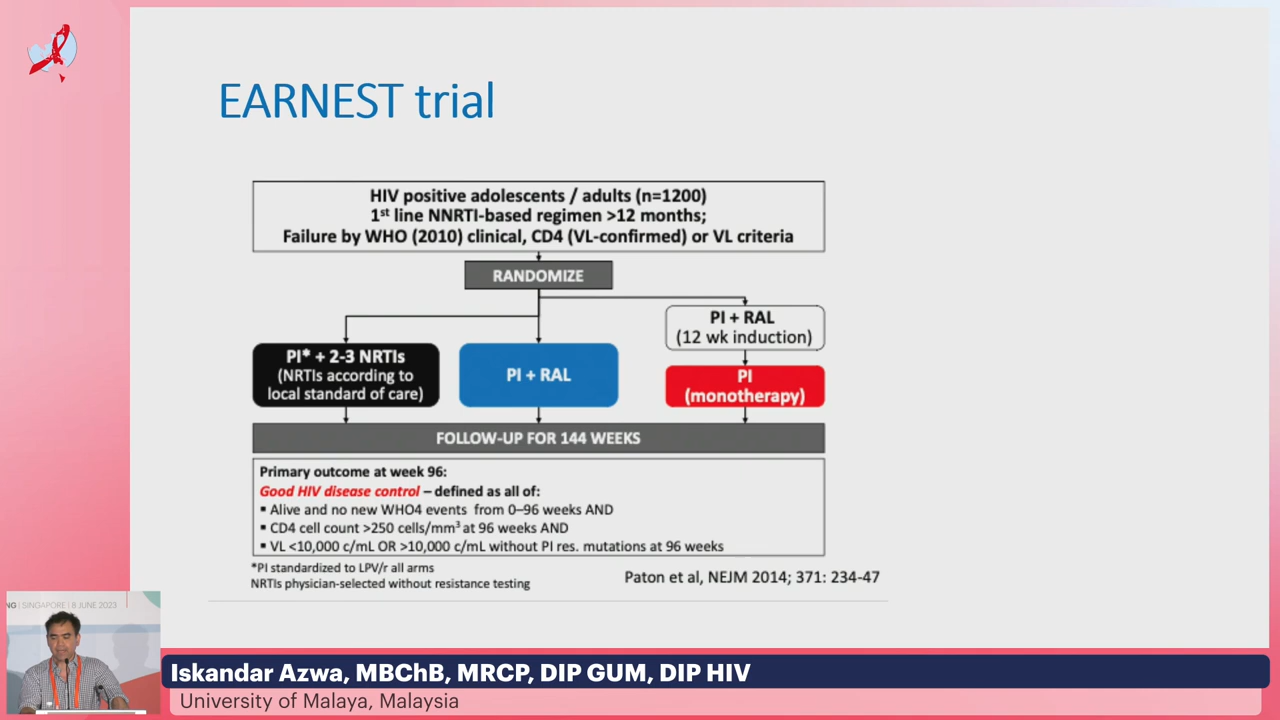 EARNEST trial
HIV positive adolescents / adults (n=1200)
1st line NNRTI-based regimen >12 months;
Failure by WHO (2010) clinical, CD4 (VL-confirmed) or VL criteria
RANDOMIZE
PI + RAL
(12 wk induction)
PI* + 2-3 NRTIs
(NRTIs according to
local standard of care)
PI + RAL
PI
(monotherapy)
FOLLOW-UP FOR 144 WEEKS
Primary outcome at week 96:
Good HIV disease control – defined as all of:
▪ Alive and no new WHO4 events from 0–96 weeks AND
▪ CD4 cell count >250 cells/mm3 at 96 weeks AND
▪ VL <10,000 c/mL OR >10,000 c/mL without PI res. mutations at 96 weeks
*PI standardized to LPV/r all arms
NRTIs physician-selected without resistance testing
Paton et al, NEJM 2014; 371: 234-47
NG | SINGAPORE | 8 JUNE 2023
Iskandar Azwa, MBChB, MRCP, DIP GUM, DIP HIV
University of Malaya, Malaysia